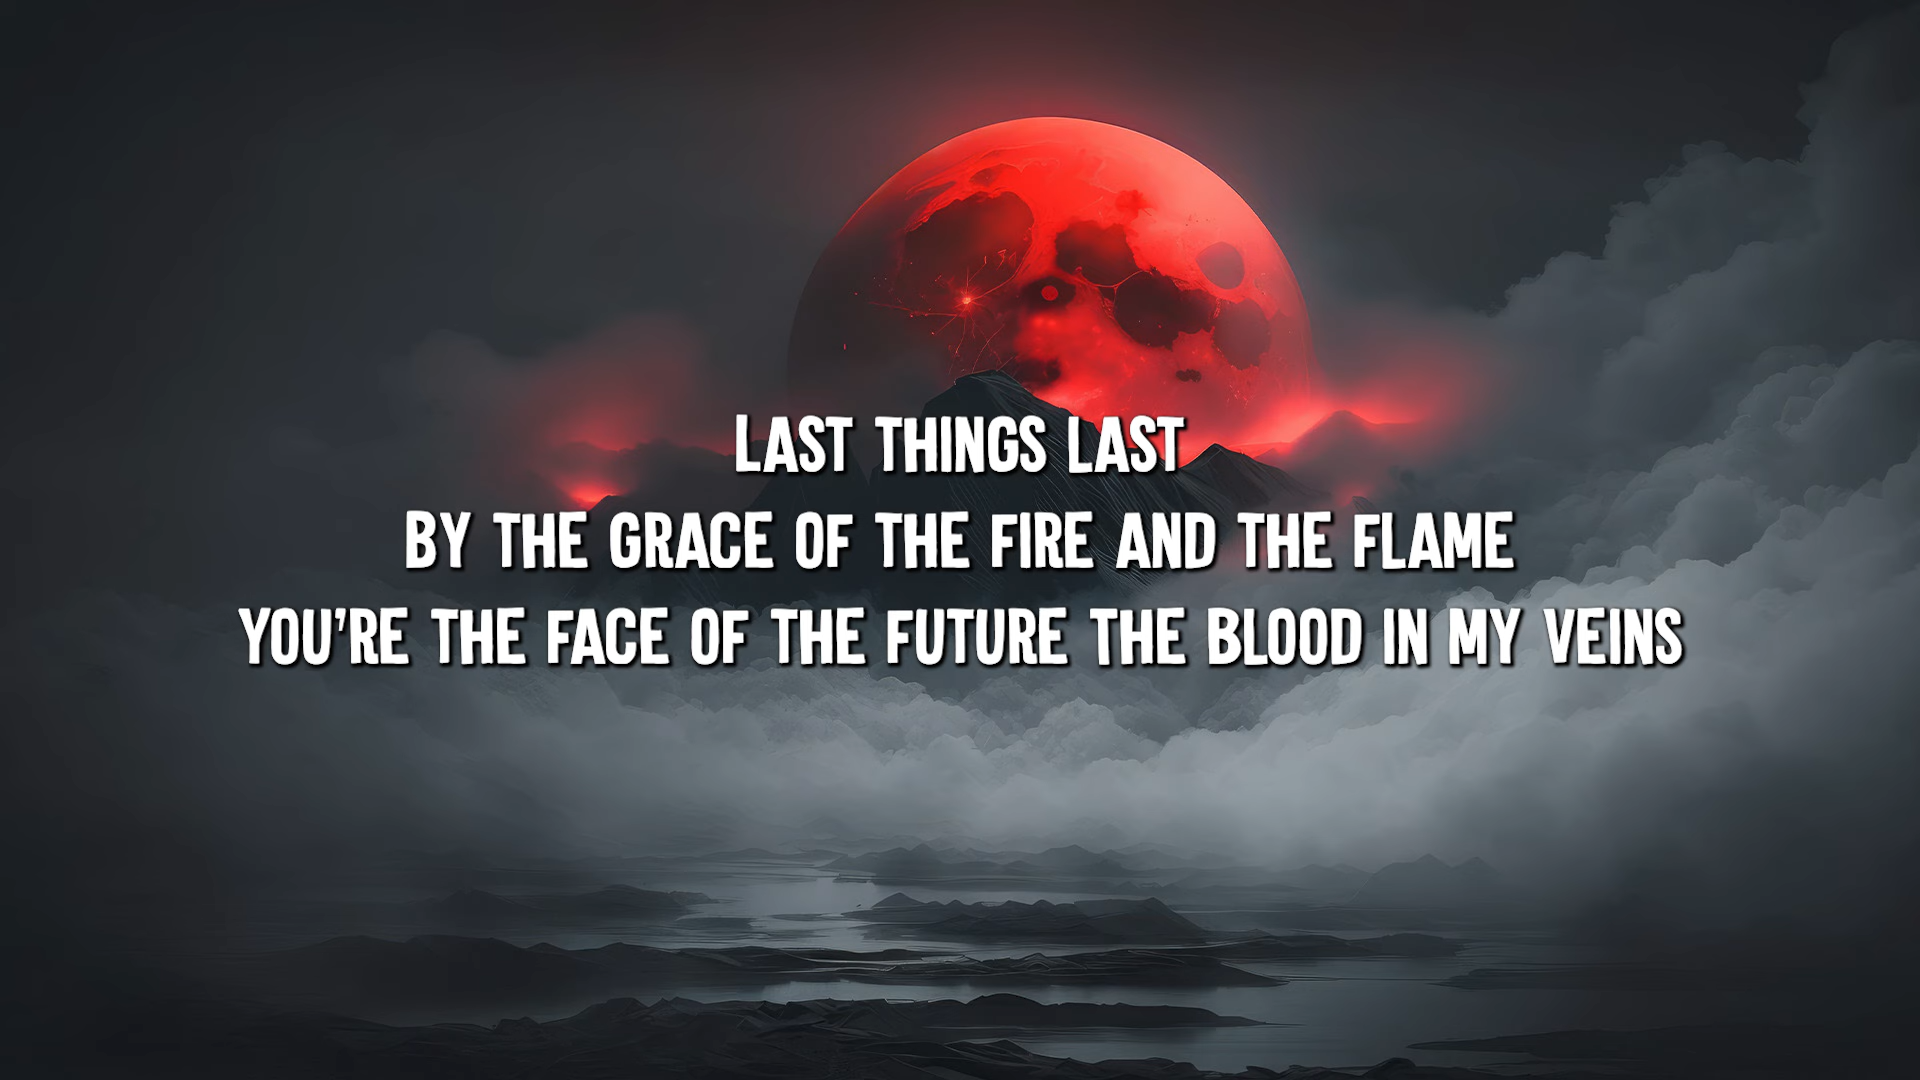 LAST THINGS LAST
BY THE GRACE OF THE FIRE AND THE FLAME
YOU'RE THE FACE OF THE FUTURE THE BLOOD IN MY VEINS